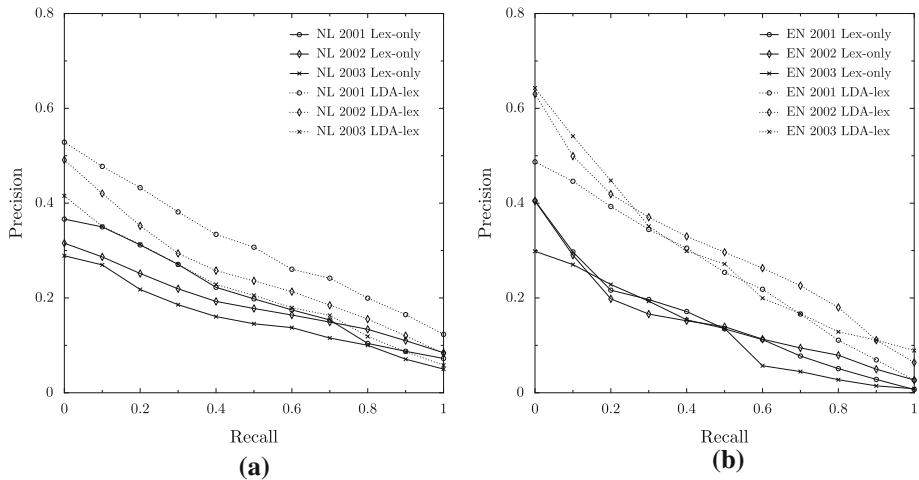 0.8
0.6
0.4
0.2
0
Precision
0
0.2
0.4
0.6
0.8
1
Recall
NL 2001 Lex-only
NL 2002 Lex-only
NL 2003 Lex-only
NL 2001 LDA-lex
NL 2002 LDA-lex
NL 2003 LDA-lex
(a)
0.8
0.6
0.4
0.2
0
Precision
0
0.2
0.4
0.6
0.8
1
Recall
EN 2001 Lex-only
EN 2002 Lex-only
EN 2003 Lex-only
EN 2001 LDA-lex
EN 2002 LDA-lex
EN 2003 LDA-lex
(b)